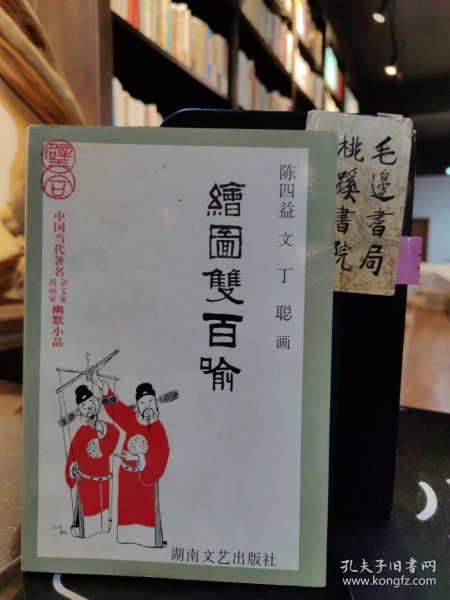 璧合
中国当代著名杂文家漫画家幽默小品
繪圖雙百喻
陈四益 文 丁聪 画
湖南文艺出版社
毛邊書局
桃蹊書院
孔夫子旧书网
www.kongfz.com